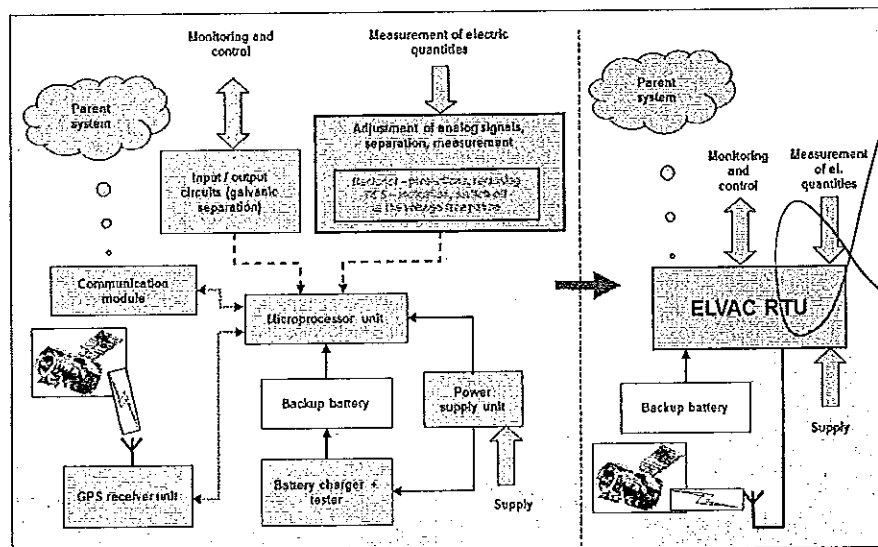 Monitoring and
control
Measurement of electric
quantities
Parent
system
Input / output
circuits (galvanic
separation)
Adjustment of analog signals,
separation, measurement
Communication
module
Microprocessor unit
Backup battery
Power
supply unit
GPS receiver unit
Battery charger +
tester
Supply
Parent
system
Monitoring
and
control
Measurement
of el.
quantities
ELVAC RTU
Backup battery
Supply